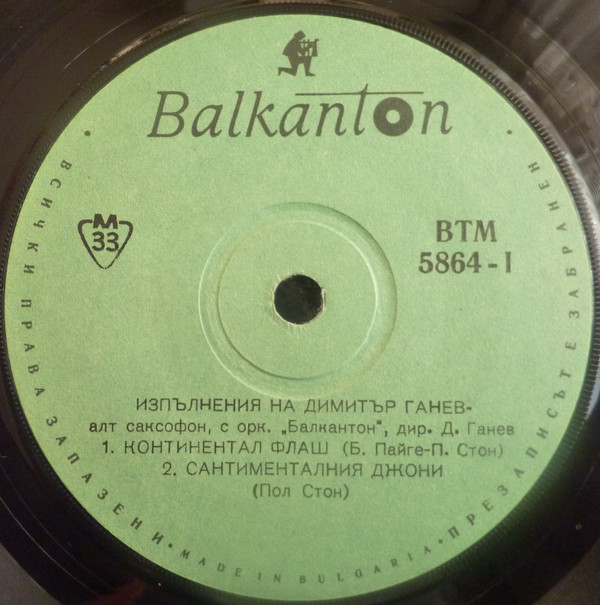 Balkanton
М
33
ВТМ
5864-I
ИЗПЪЛНЕНИЯ НА ДИМИТЪР ГАНЕВ-
алт саксофон, с орк. „Балкантон", дир. Д. Ганев
1. КОНТИНЕНТАЛ ФЛАШ (Б. Пайге-П. Стон)
2. САНТИМЕНТАЛНИЯ ДЖОНИ
(Пол Стон)
• ВСИЧКИ ПРАВА ЗАПАЗЕНИ • MADE IN BULGARIA • ПРЕЗАПИСЪТ Е ЗАБРАНЕН •